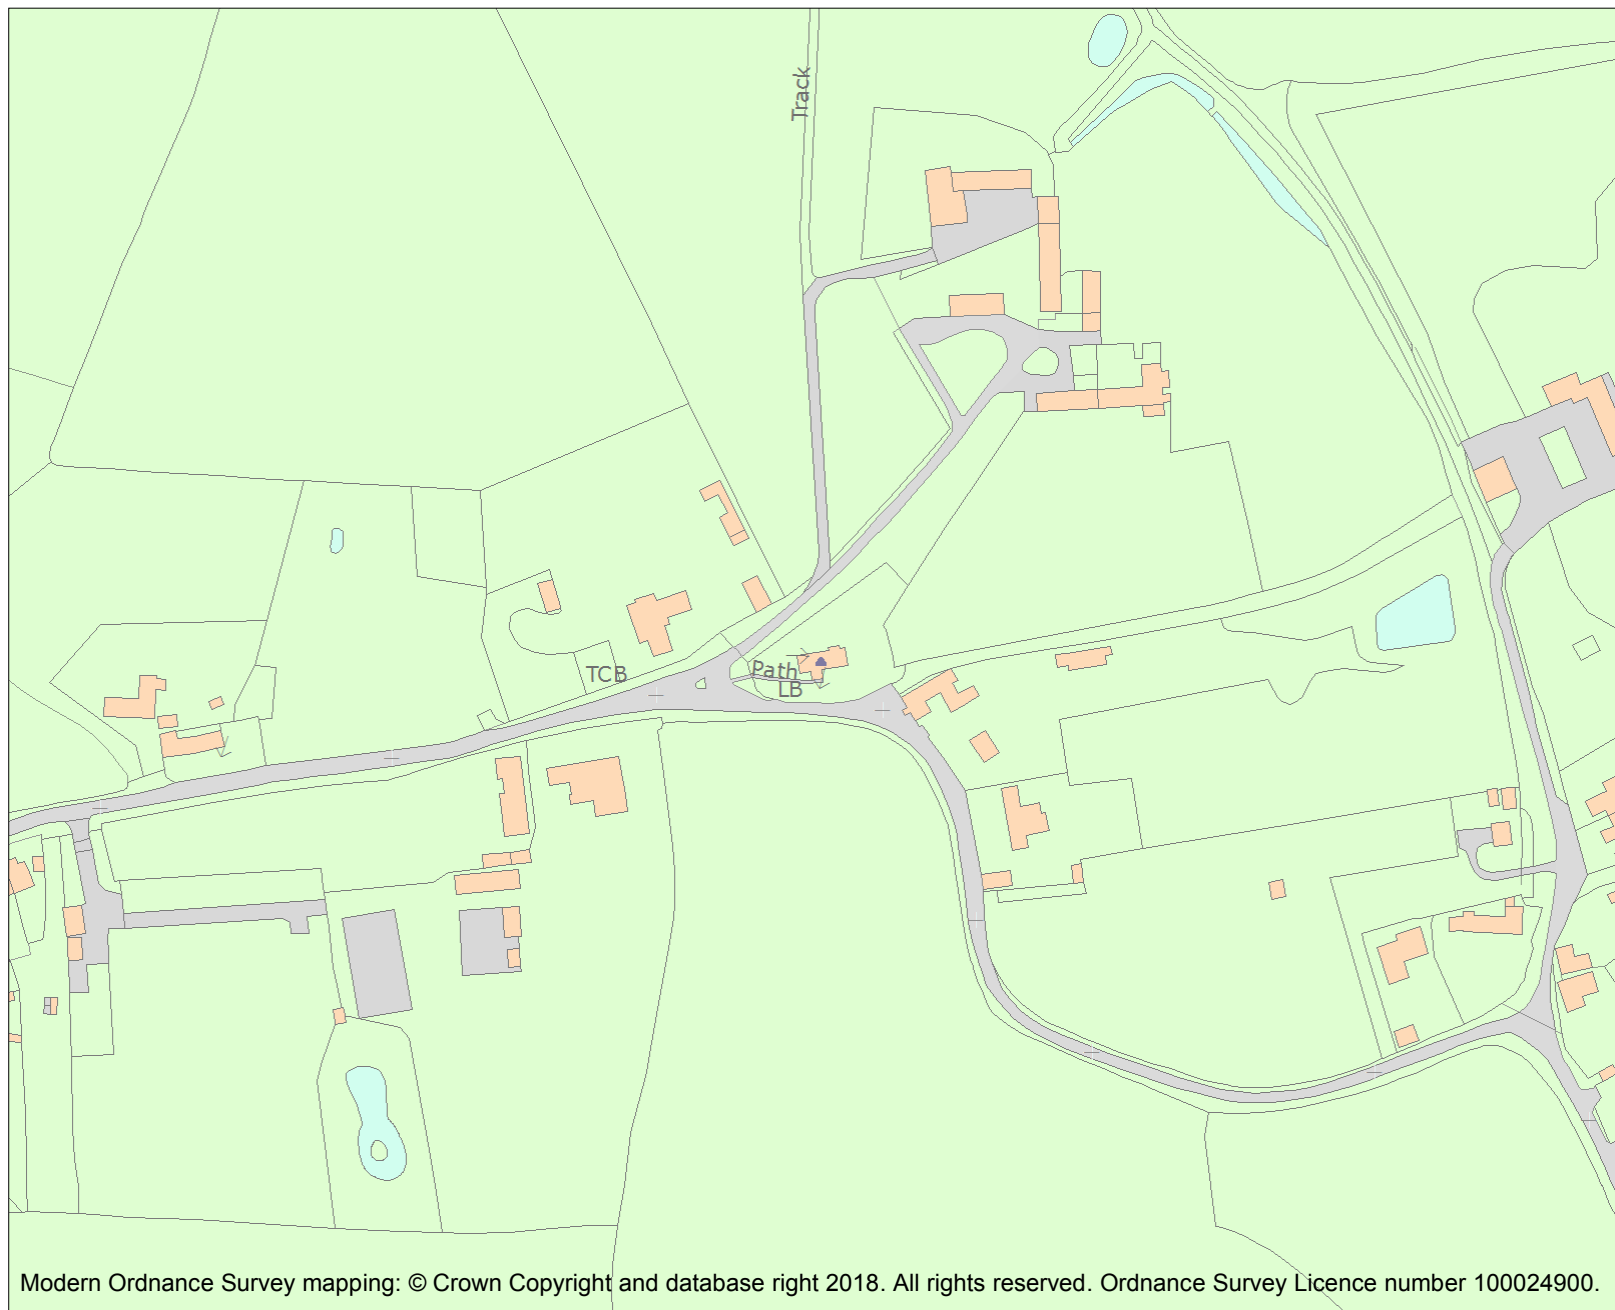 Track
TCB
Path
LB
Modern Ordnance Survey mapping: © Crown Copyright and database right 2018. All rights reserved. Ordnance Survey Licence number 100024900.